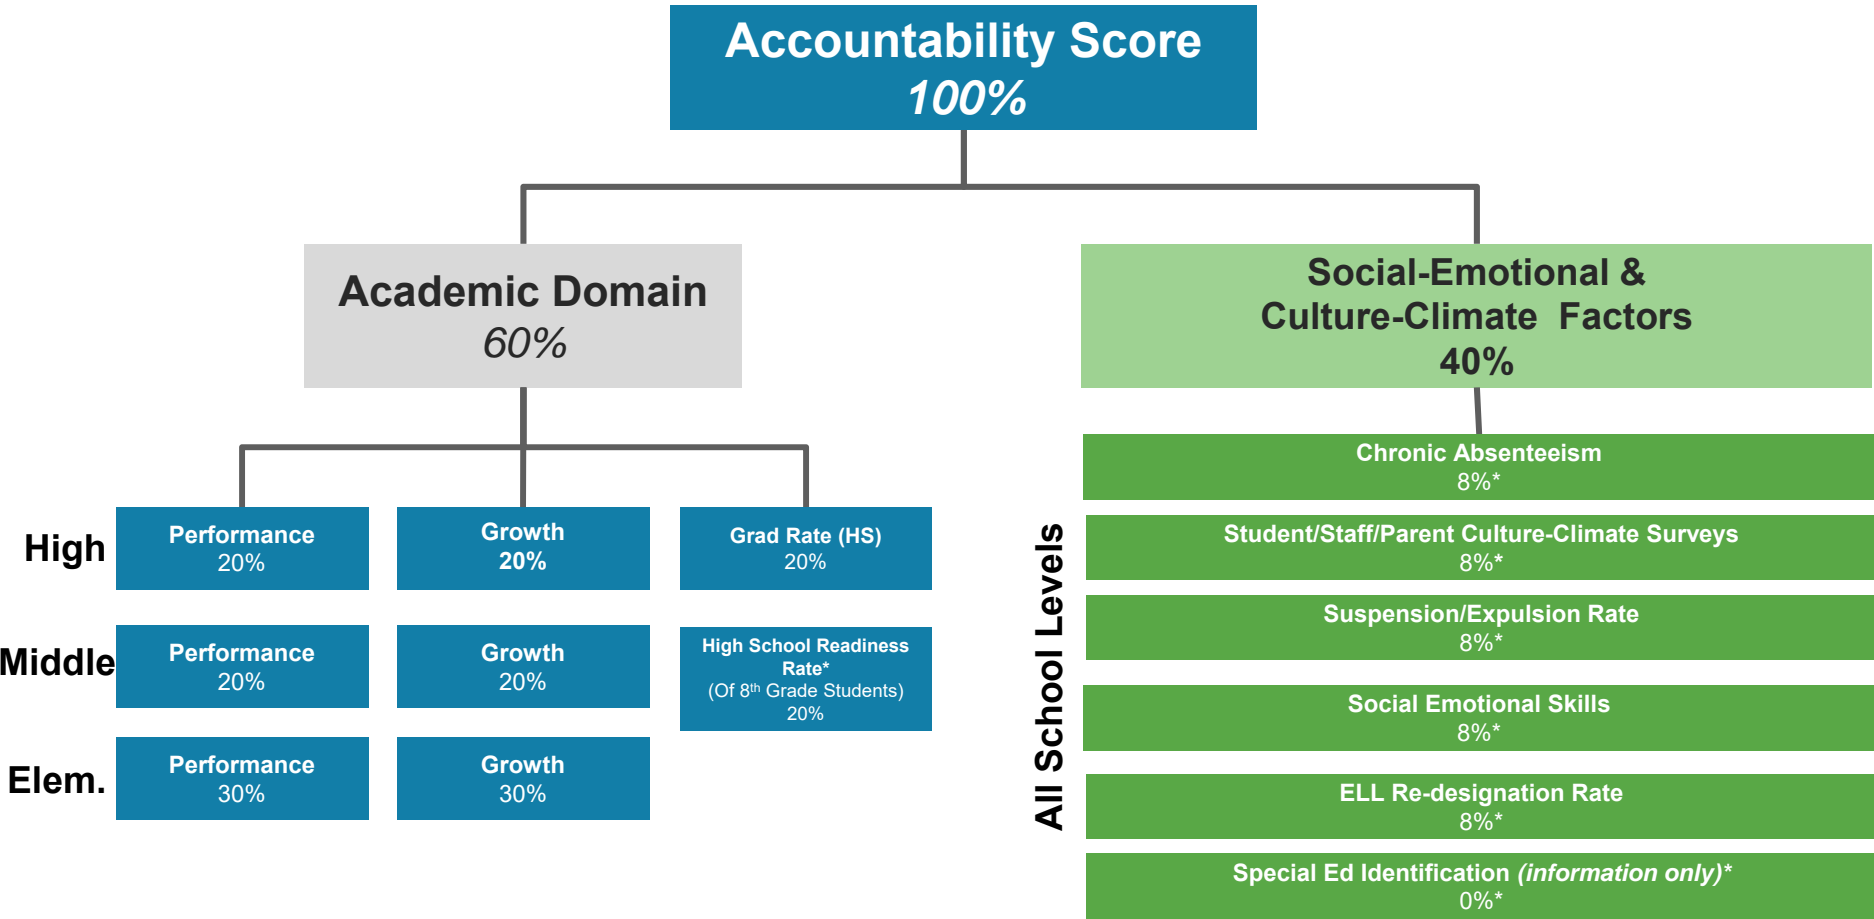 Accountability Score
100%
Academic Domain
60%
Social-Emotional &
Culture-Climate Factors
40%
High
Performance
20%
Growth
20%
Grad Rate (HS)
20%
Middle
Performance
20%
Growth
20%
High School Readiness
Rate*
(Of 8th Grade Students)
20%
Elem.
Performance
30%
Growth
30%
All School Levels
Chronic Absenteeism
8%*
Student/Staff/Parent Culture-Climate Surveys
8%*
Suspension/Expulsion Rate
8%*
Social Emotional Skills
8%*
ELL Re-designation Rate
8%*
Special Ed Identification (information only)*
0%*